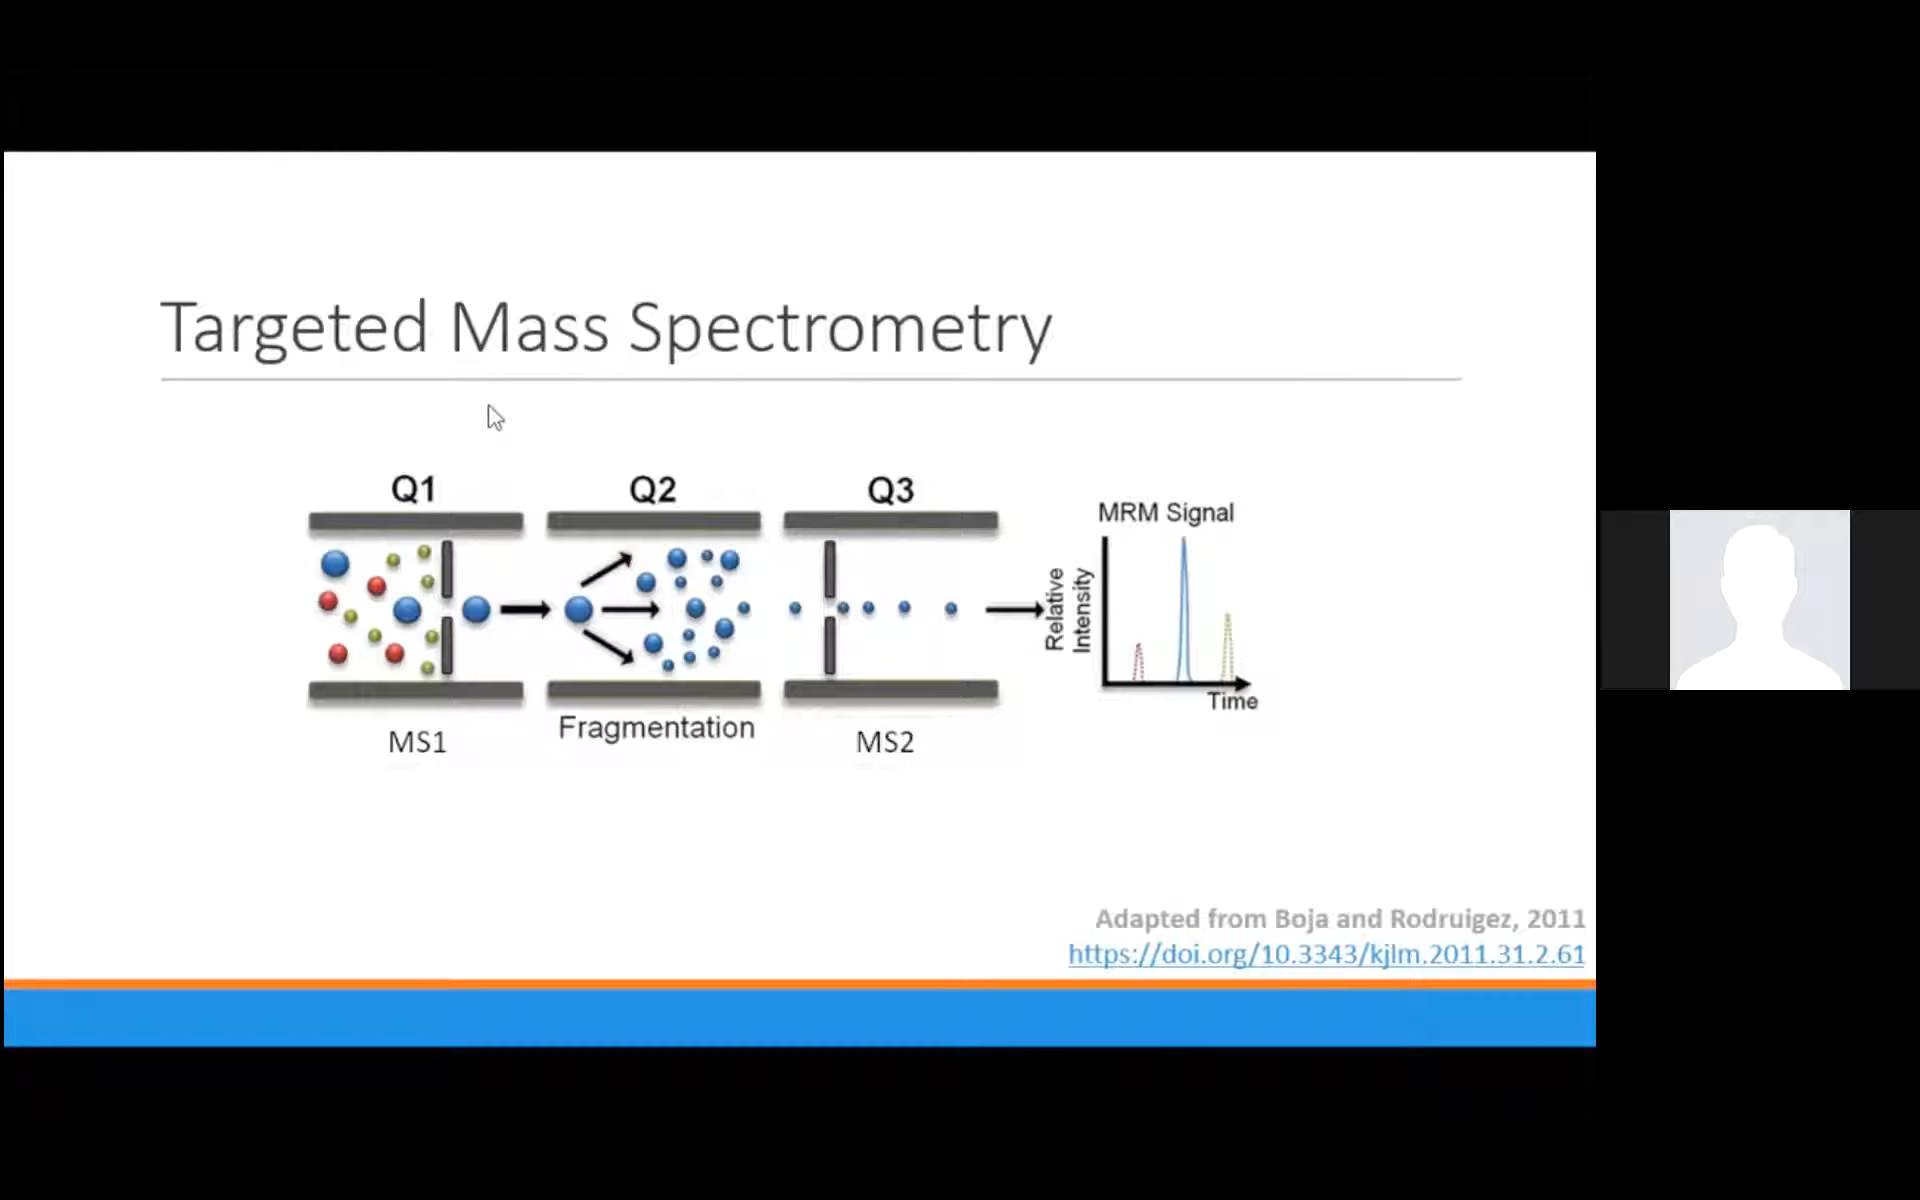 Targeted Mass Spectrometry
Q1
Q2
Q3
MRM Signal
Relative
Intensity
Time
MS1
Fragmentation
MS2
Adapted from Boja and Rodruigez, 2011
https://doi.org/10.3343/kjlm.2011.31.2.61